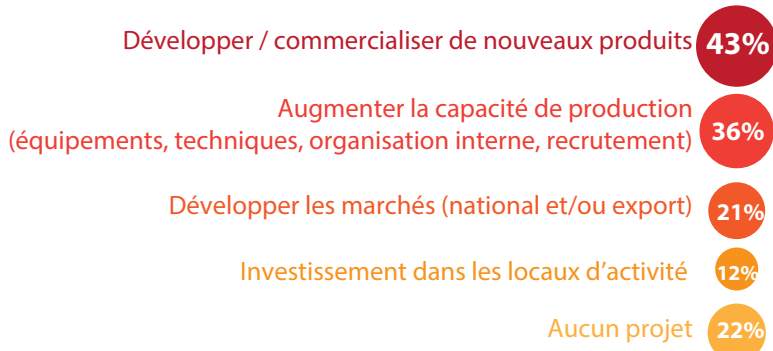 Développer / commercialiser de nouveaux produits 43%
Augmenter la capacité de production
(équipements, techniques, organisation interne, recrutement) 36%
Développer les marchés (national et/ou export) 21%
Investissement dans les locaux d’activité 12%
Aucun projet 22%